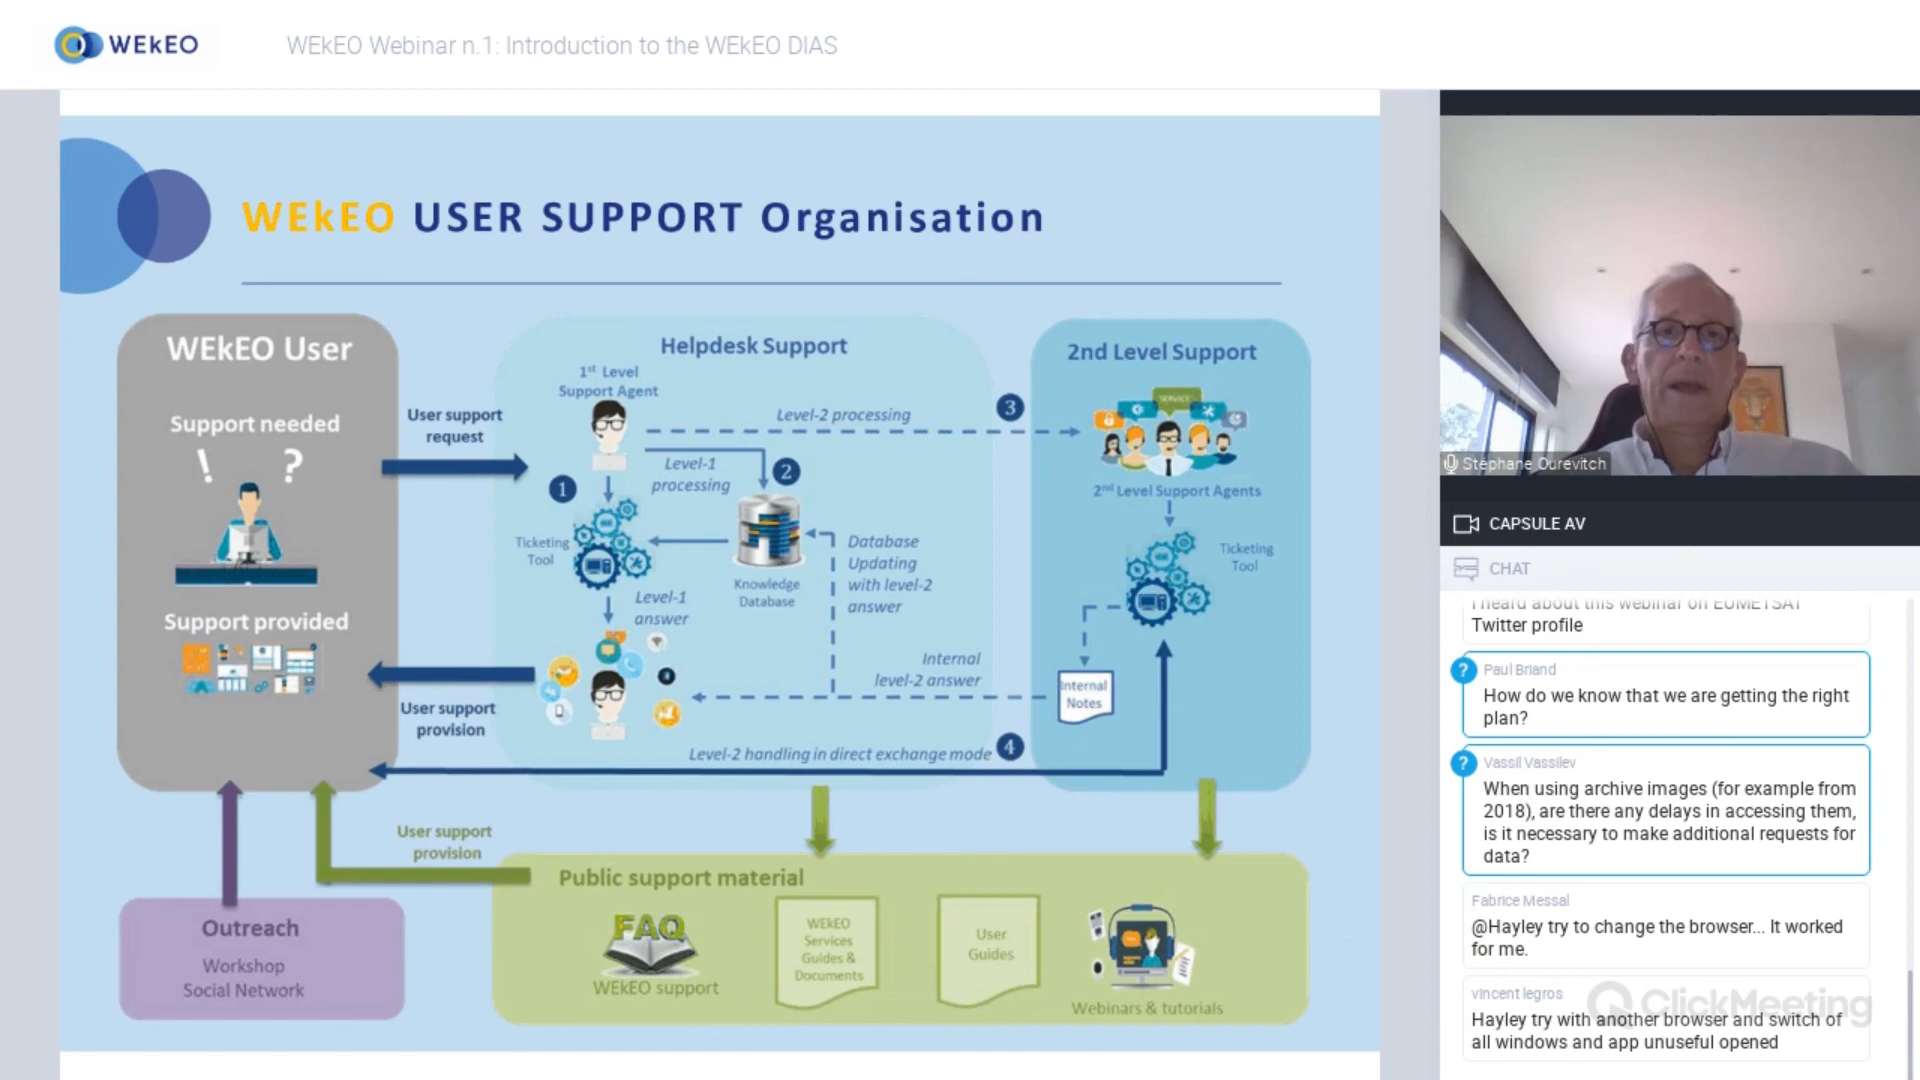 WEkEO
WEkEO Webinar n.1: Introduction to the WEkEO DIAS
WEkEO USER SUPPORT Organisation
WEkEO User
Support needed
! ?
Support provided
User support
request
User support
provision
Helpdesk Support
1st Level
Support Agent
1
Ticketing
Tool
Level-1
processing
2
Knowledge
Database
Level-1
answer
Level-2 processing
3
Database
Updating
with level-2
answer
Internal
level-2 answer
Level-2 handling in direct exchange mode
4
2nd Level Support
SERVICE
2nd Level Support Agents
Ticketing
Tool
Internal
Notes
User support
provision
Outreach
Workshop
Social Network
Public support material
FAQ
WEkEO support
WEkEO
Services
Guides &
Documents
User
Guides
Webinars & tutorials
Stéphane Ourevitch
CAPSULE AV
CHAT
I heard about this webinar on EUMETSAT
Twitter profile
?
Paul Briand
How do we know that we are getting the right
plan?
?
Vassil Vassilev
When using archive images (for example from
2018), are there any delays in accessing them,
is it necessary to make additional requests for
data?
Fabrice Messal
@Hayley try to change the browser... It worked
for me.
vincent legros
Hayley try with another browser and switch of
all windows and app unuseful opened
ClickMeeting